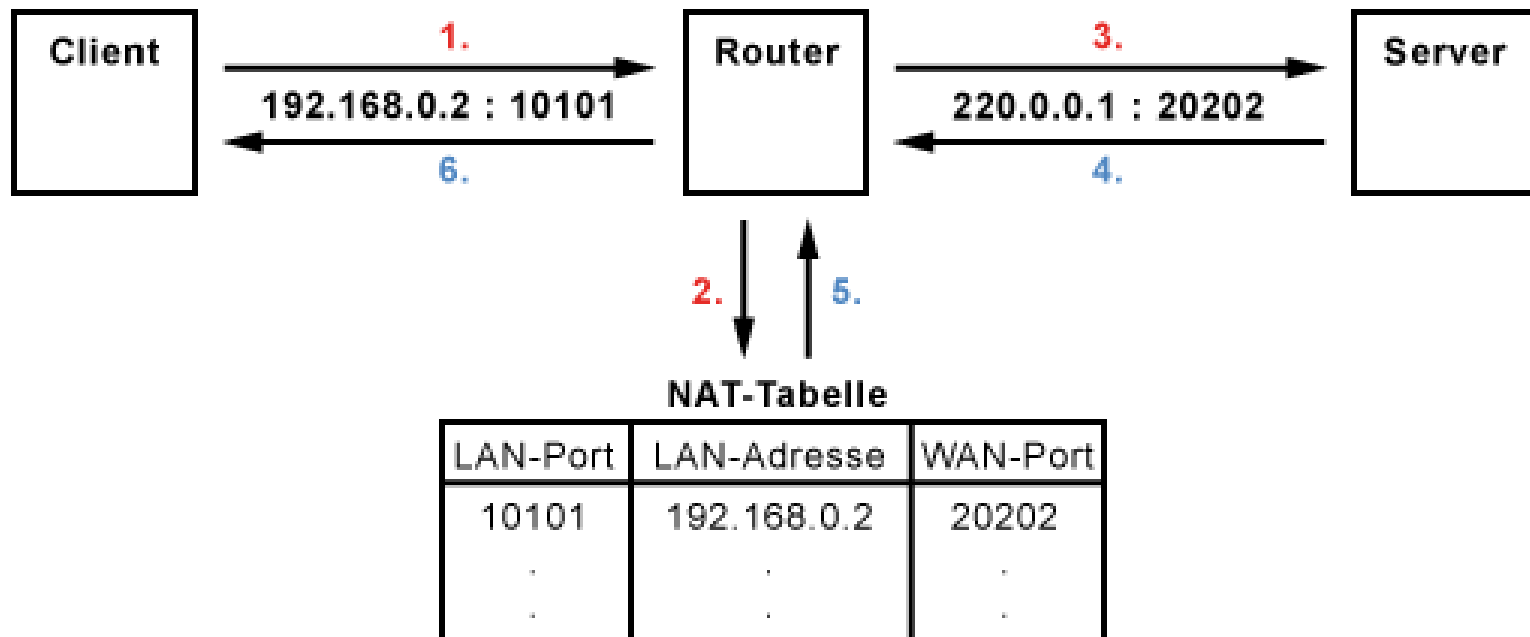 Client 1. Router 3. Server
192.168.0.2 : 10101 220.0.0.1 : 20202
6. 4.
2. 5.
NAT-Tabelle
LAN-Port LAN-Adresse WAN-Port
10101 192.168.0.2 20202
. . .
. . .